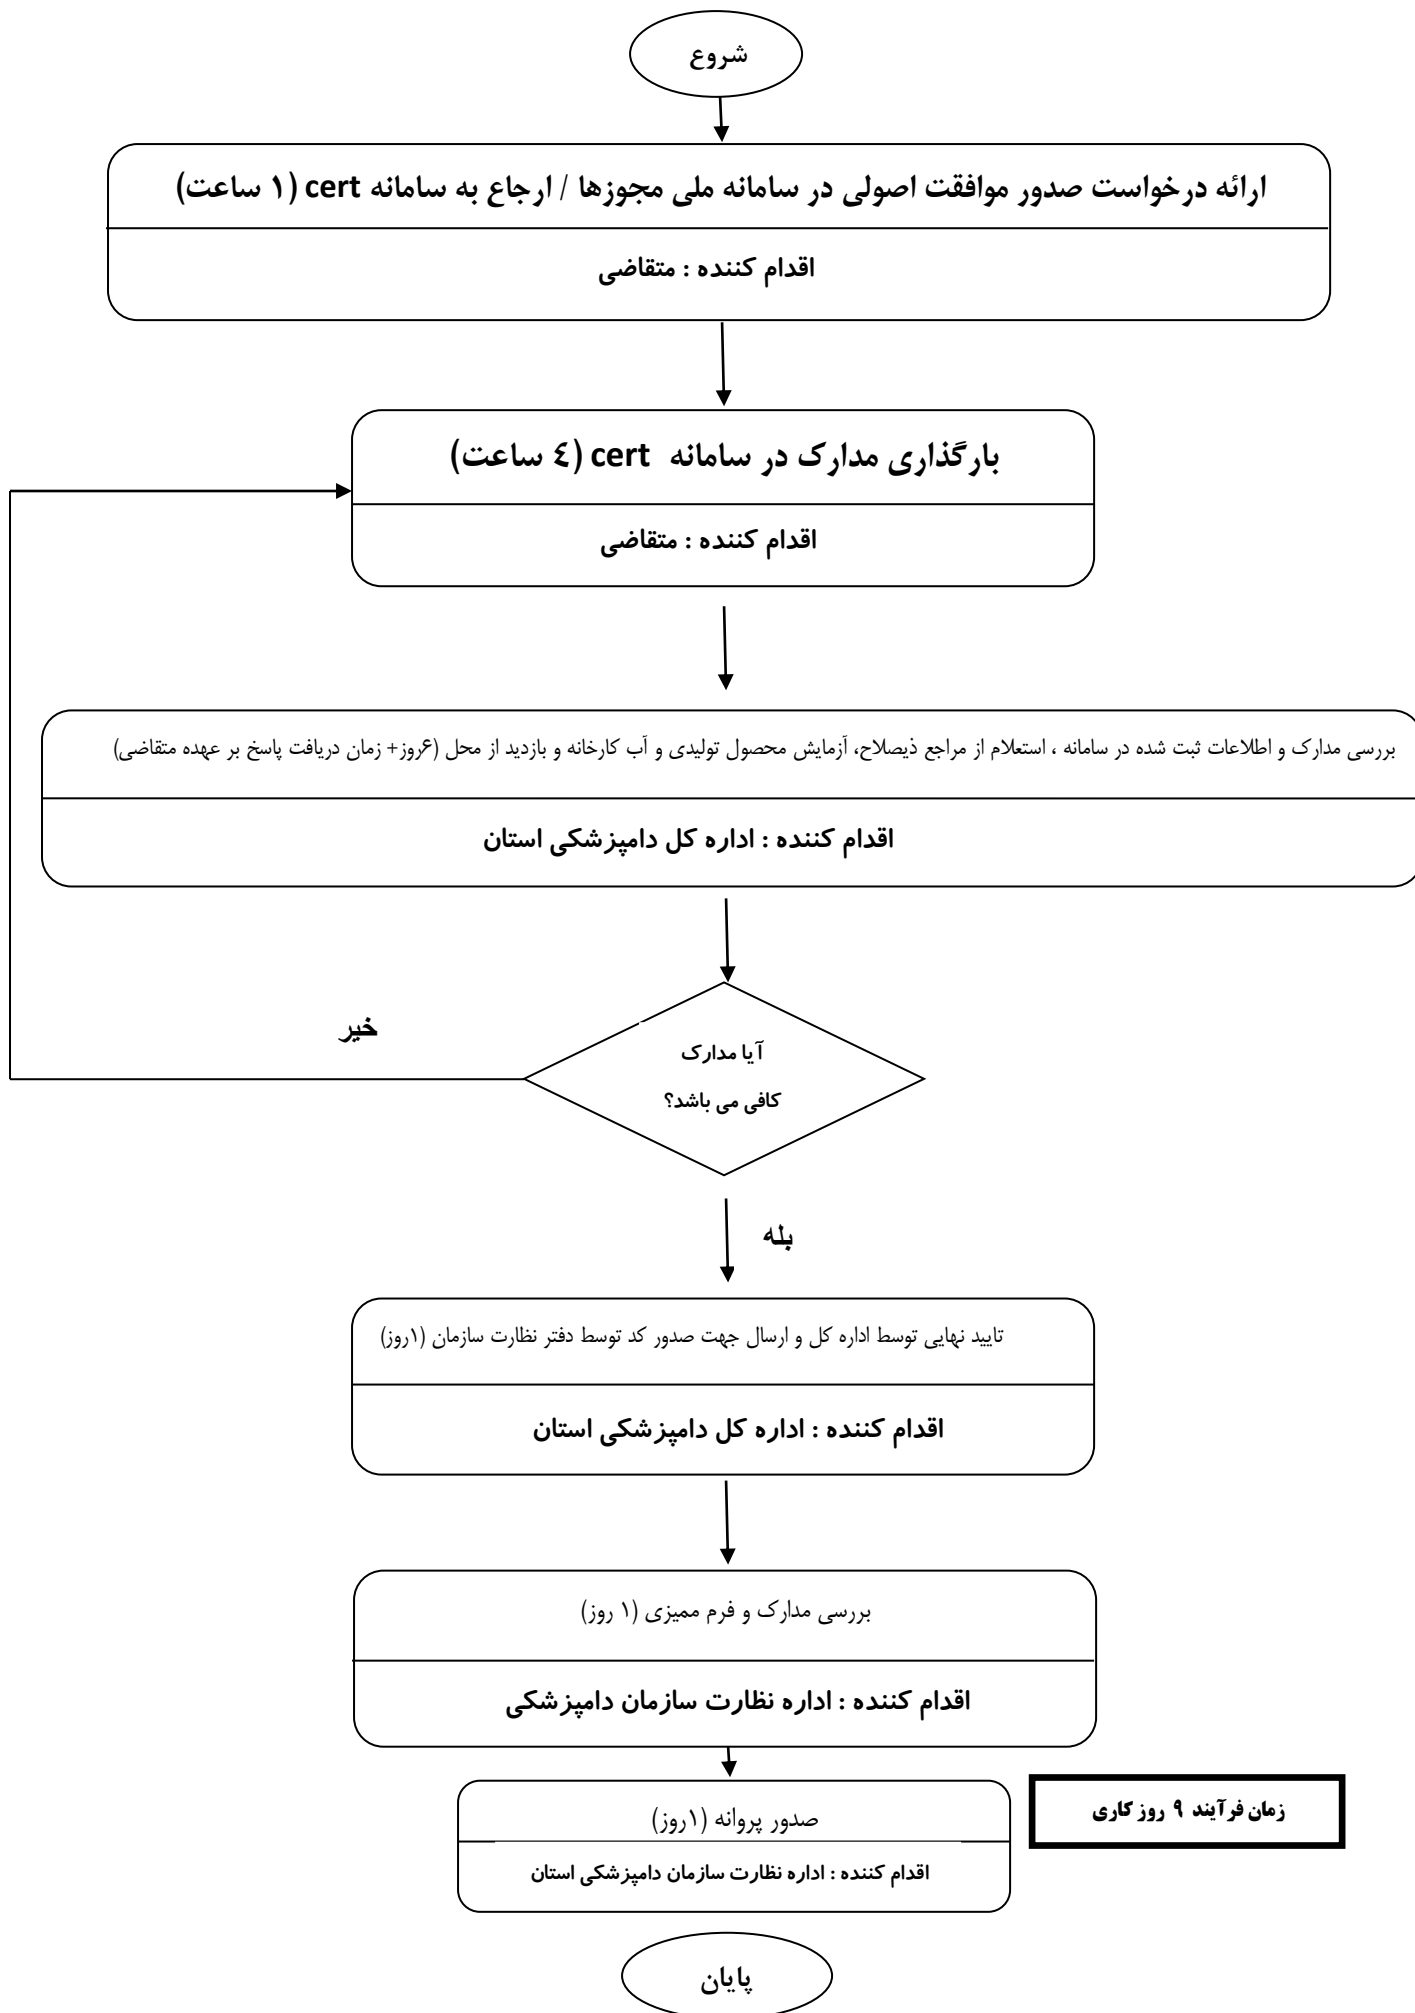 شروع
ارائه درخواست صدور موافقت اصولی در سامانه ملی مجوزها / ارجاع به سامانه cert (۱ ساعت)
اقدام کننده : متقاضی
بارگذاری مدارک در سامانه cert (٤ ساعت)
اقدام کننده : متقاضی
بررسی مدارک و اطلاعات ثبت شده در سامانه ، استعلام از مراجع ذیصلاح، آزمایش محصول تولیدی و آب کارخانه و بازدید از محل (۶روز+ زمان دریافت پاسخ بر عهده متقاضی)
اقدام کننده : اداره کل دامپزشکی استان
خیر
آیا مدارک
کافی می باشد؟
بله
تایید نهایی توسط اداره کل و ارسال جهت صدور کد توسط دفتر نظارت سازمان (۱روز)
اقدام کننده : اداره کل دامپزشکی استان
بررسی مدارک و فرم ممیزی (۱ روز)
اقدام کننده : اداره نظارت سازمان دامپزشکی
صدور پروانه (۱روز)
اقدام کننده : اداره نظارت سازمان دامپزشکی استان
زمان فرآیند ۹ روز کاری
پایان